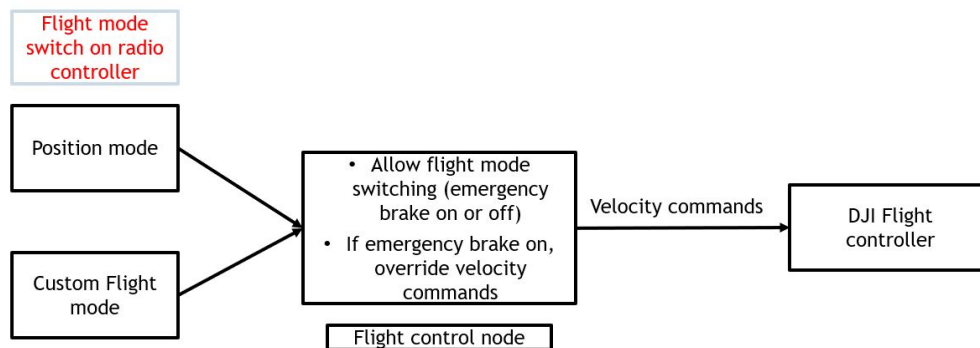 Flight mode
switch on radio
controller
Position mode
Custom Flight
mode
• Allow flight mode
switching (emergency
brake on or off)
• If emergency brake on,
override velocity
commands
Flight control node
Velocity commands
DJI Flight
controller